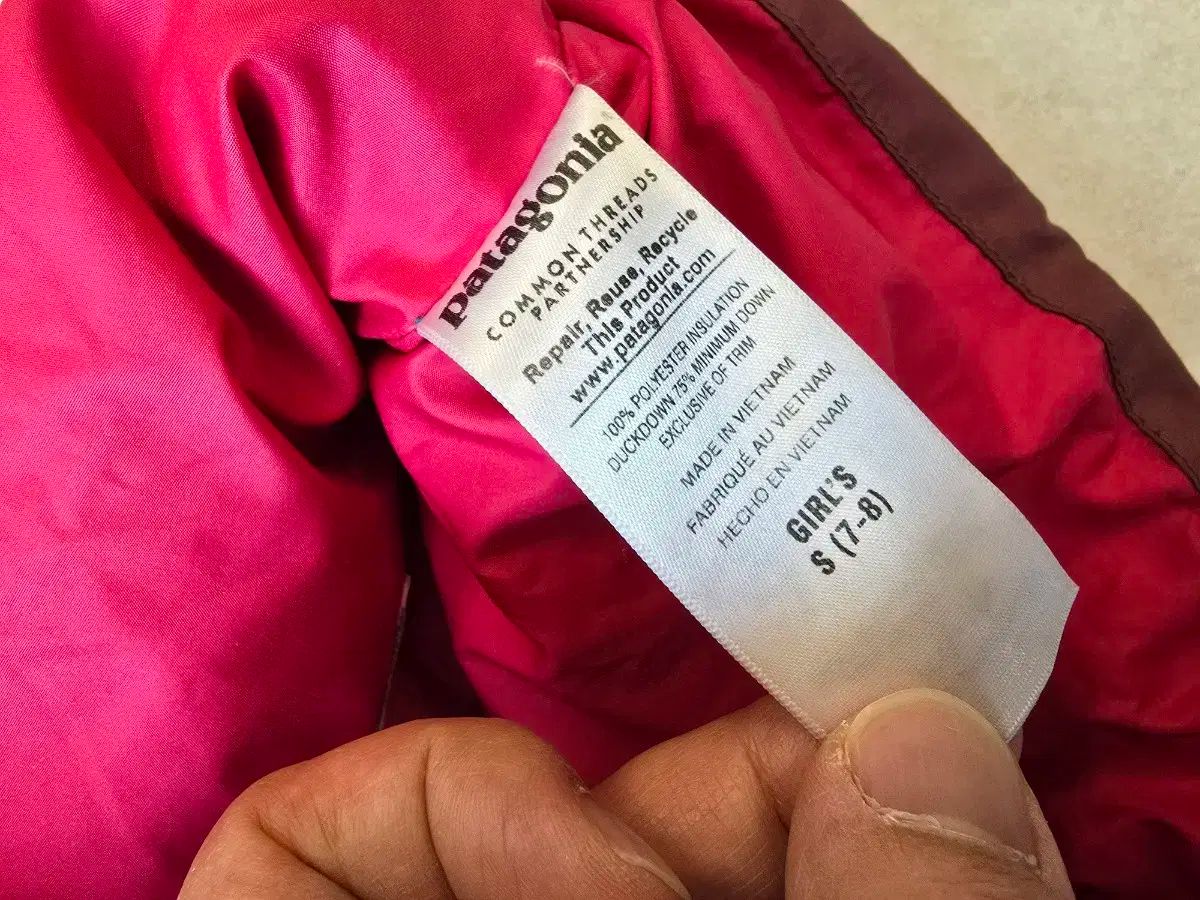 patagonia®
COMMON THREADS
PARTNERSHIP
Repair, Reuse, Recycle
This Product
www.patagonia.com
100% POLYESTER INSULATION
DUCKDOWN 75% MINIMUM DOWN
EXCLUSIVE OF TRIM
MADE IN VIETNAM
FABRIQUÉ AU VIETNAM
HECHO EN VIETNAM
GIRL'S
S (7-8)